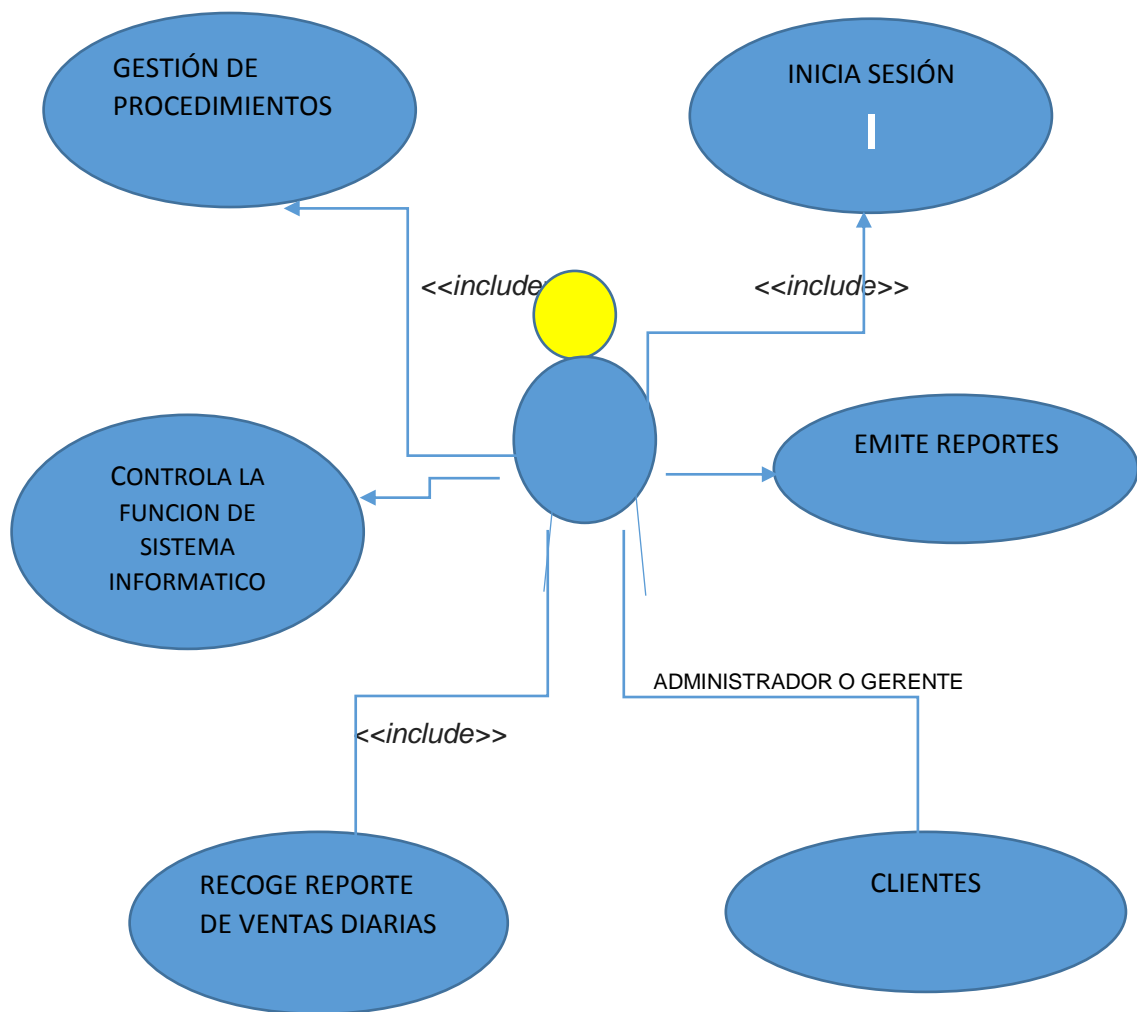 GESTIÓN DE
PROCEDIMIENTOS
INICIA SESIÓN
<<include
<<include>>
EMITE REPORTES
CONTROLA LA
FUNCION DE
SISTEMA
INFORMATICO
ADMINISTRADOR O GERENTE
<<include>>
RECOGE REPORTE
DE VENTAS DIARIAS
CLIENTES